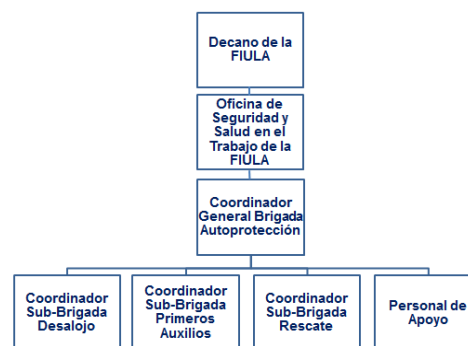 Decano de la
FIULA
Oficina de
Seguridad y
Salud en el
Trabajo de la
FIULA
Coordinador
General Brigada
Autoprotección
Coordinador
Sub-Brigada
Desalojo
Coordinador
Sub-Brigada
Primeros
Auxilios
Coordinador
Sub-Brigada
Rescate
Personal de
Apoyo